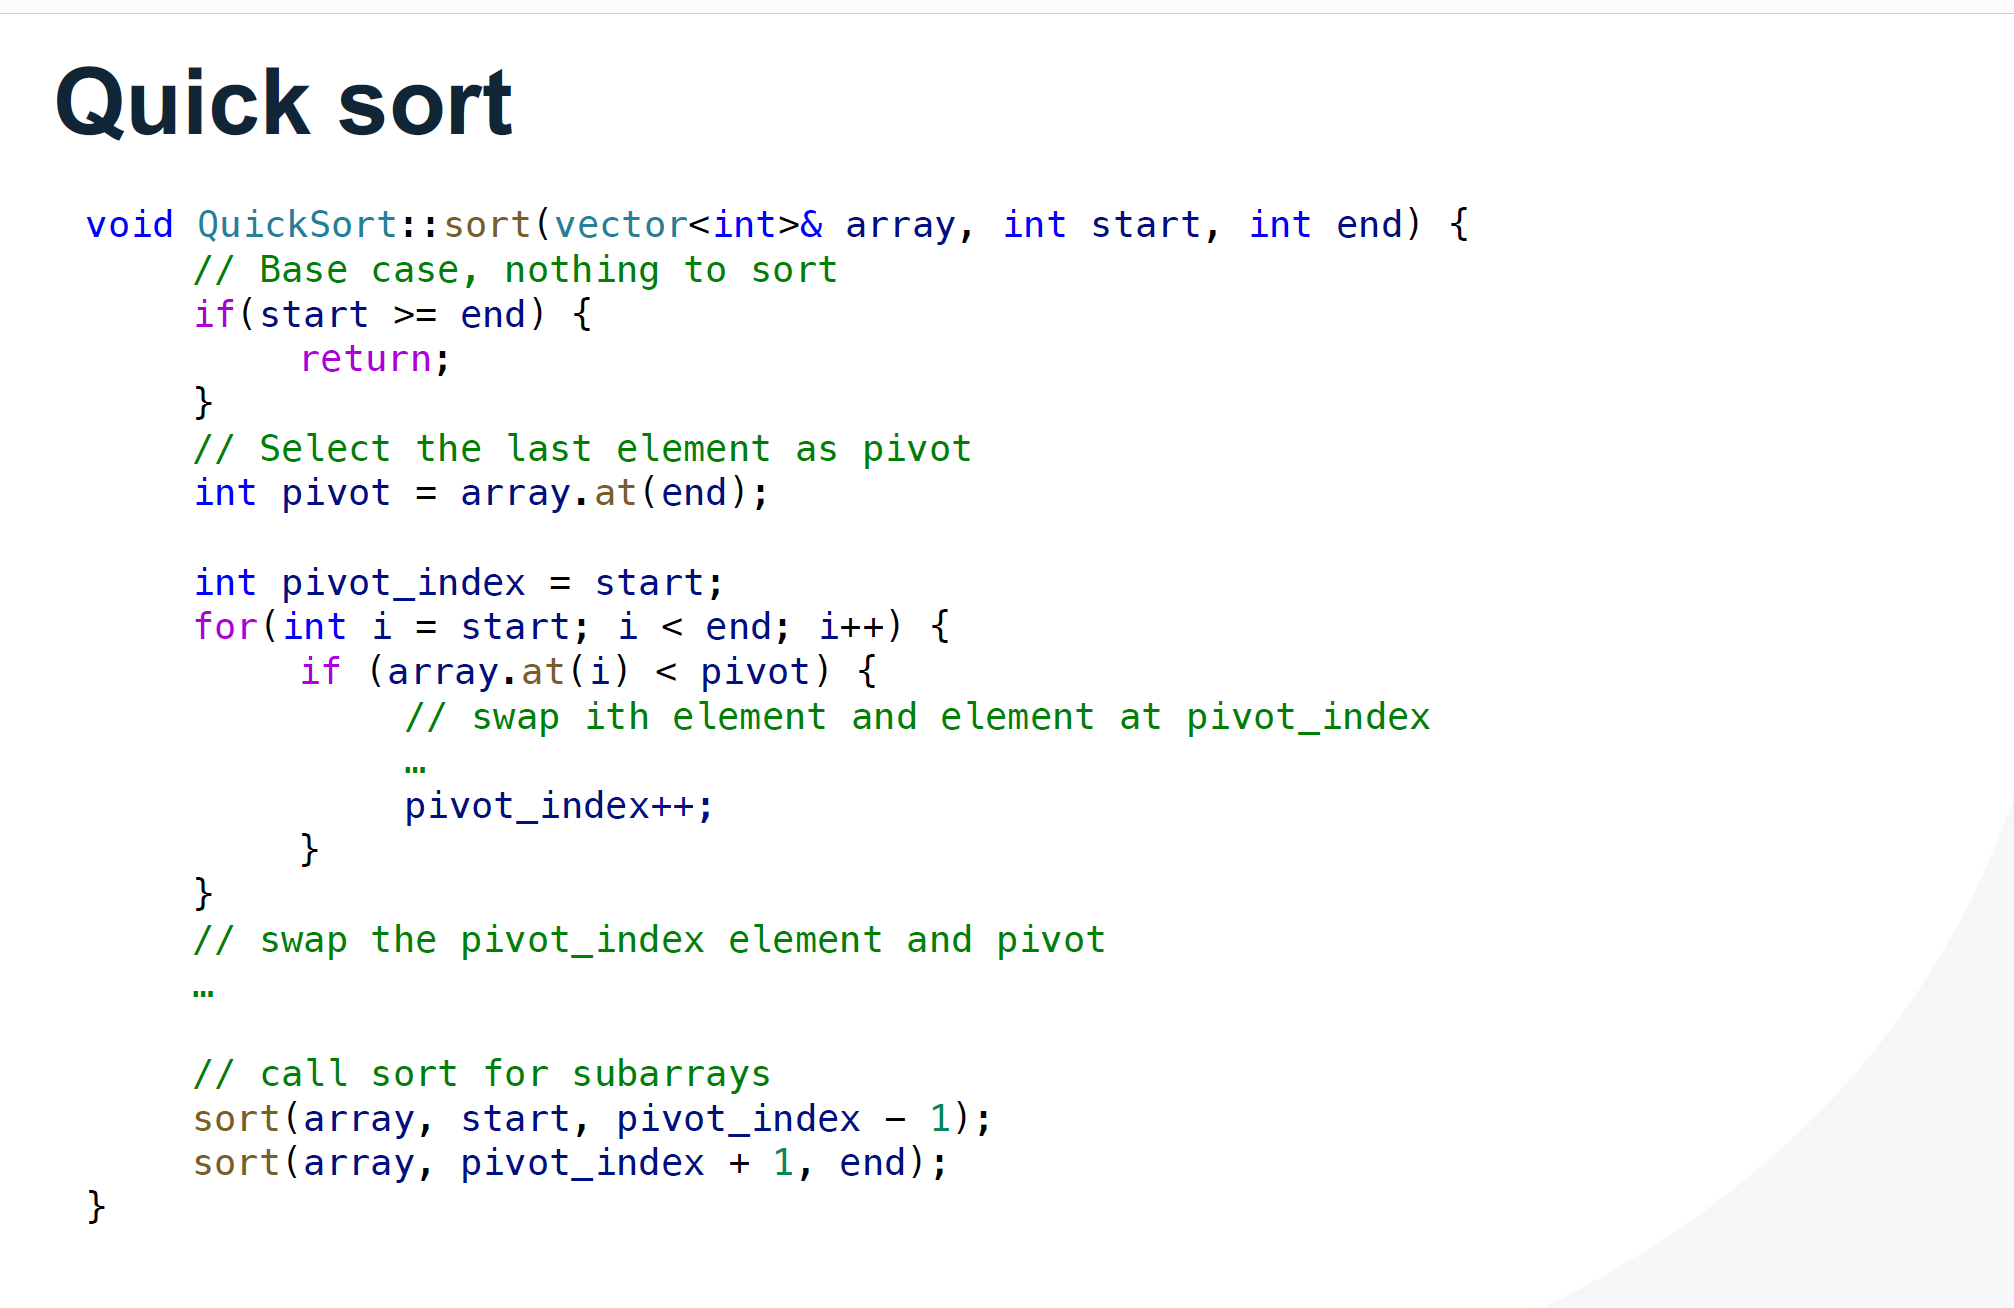 Quick sort
void QuickSort::sort(vector<int>& array, int start, int end) {
// Base case, nothing to sort
if(start >= end) {
return;
}
// Select the last element as pivot
int pivot = array.at(end);
int pivot_index = start;
for(int i = start; i < end; i++) {
if (array.at(i) < pivot) {
// swap ith element and element at pivot_index
…
pivot_index++;
}
}
// swap the pivot_index element and pivot
…
// call sort for subarrays
sort(array, start, pivot_index – 1);
sort(array, pivot_index + 1, end);
}